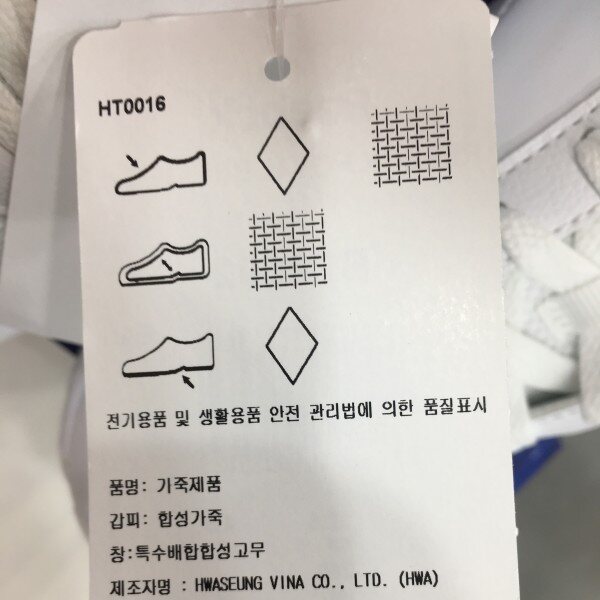 HT0016
전기용품 및 생활용품 안전 관리법에 의한 품질표시
품명: 가죽제품
갑피: 합성가죽
창:특수배합합성고무
제조자명 : HWASEUNG VINA CO., LTD. (HWA)